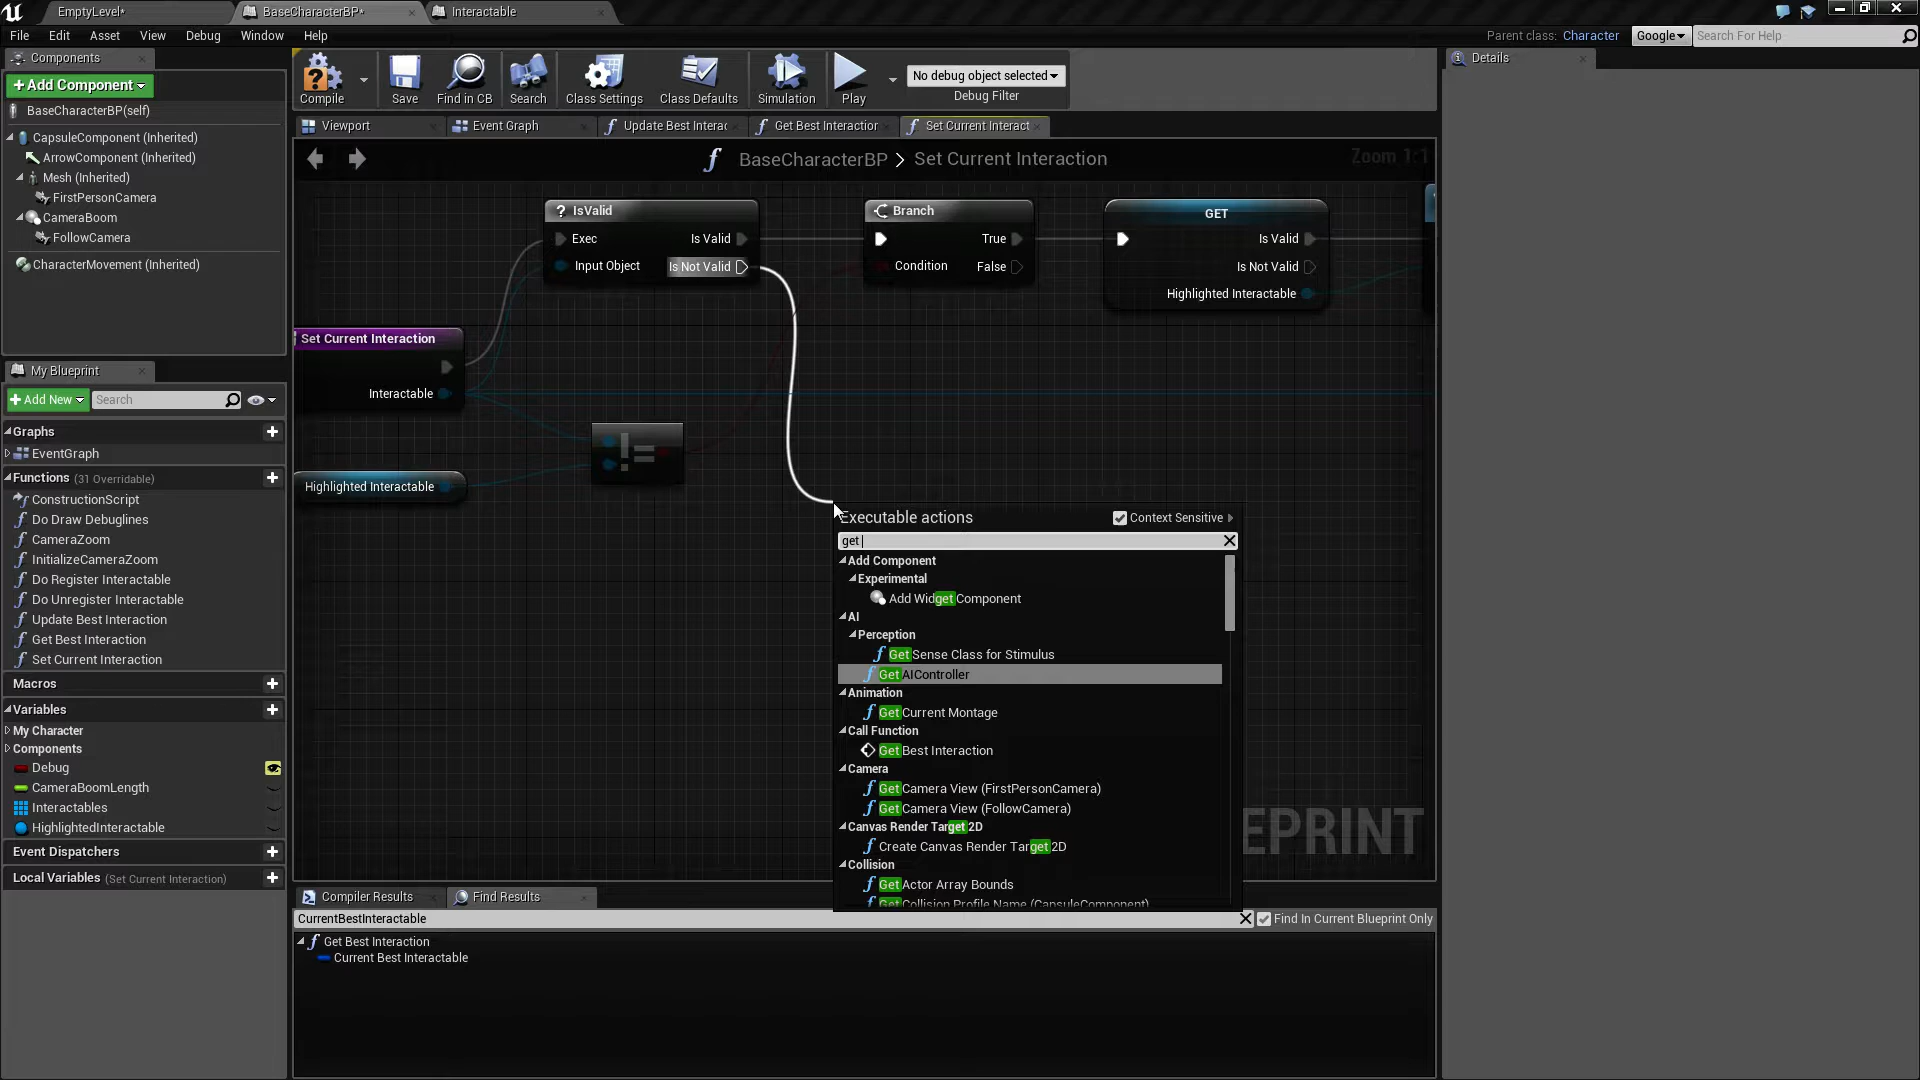 EmptyLevel*
BaseCharacterBP*
Interactable
File Edit Asset View Debug Window Help
Parent class: Character
Google
Search For Help
Components
Add Component
BaseCharacterBP(self)
CapsuleComponent (Inherited)
ArrowComponent (Inherited)
Mesh (Inherited)
FirstPersonCamera
CameraBoom
FollowCamera
CharacterMovement (Inherited)
Compile
Save
Find in CB
Search
Class Settings
Class Defaults
Simulation
Play
No debug object selected
Debug Filter
Details
Viewport
Event Graph
Update Best Interac
Get Best Interaction
Set Current Interact
BaseCharacterBP > Set Current Interaction
Zoom 1:1
? IsValid
Exec
Is Valid
Input Object
Is Not Valid
Branch
True
Condition
False
GET
Is Valid
Is Not Valid
Highlighted Interactable
Set Current Interaction
Interactable
!=
Highlighted Interactable
My Blueprint
Add New
Search
Graphs
EventGraph
Functions (31 Overridable)
ConstructionScript
Do Draw Debuglines
CameraZoom
InitializeCameraZoom
Do Register Interactable
Do Unregister Interactable
Update Best Interaction
Get Best Interaction
Set Current Interaction
Macros
Variables
My Character
Components
Debug
CameraBoomLength
Interactables
HighlightedInteractable
Event Dispatchers
Local Variables (Set Current Interaction)
Executable actions
Context Sensitive
get
Add Component
Experimental
Add Widget Component
AI
Perception
Get Sense Class for Stimulus
Get AIController
Animation
Get Current Montage
Call Function
Get Best Interaction
Camera
Get Camera View (FirstPersonCamera)
Get Camera View (FollowCamera)
Canvas Render Target 2D
Create Canvas Render Target 2D
Collision
Get Actor Array Bounds
Get Collision Profile Name (CapsuleComponent)
EPRINT
Compiler Results
Find Results
CurrentBestInteractable
Find In Current Blueprint Only
Get Best Interaction
Current Best Interactable